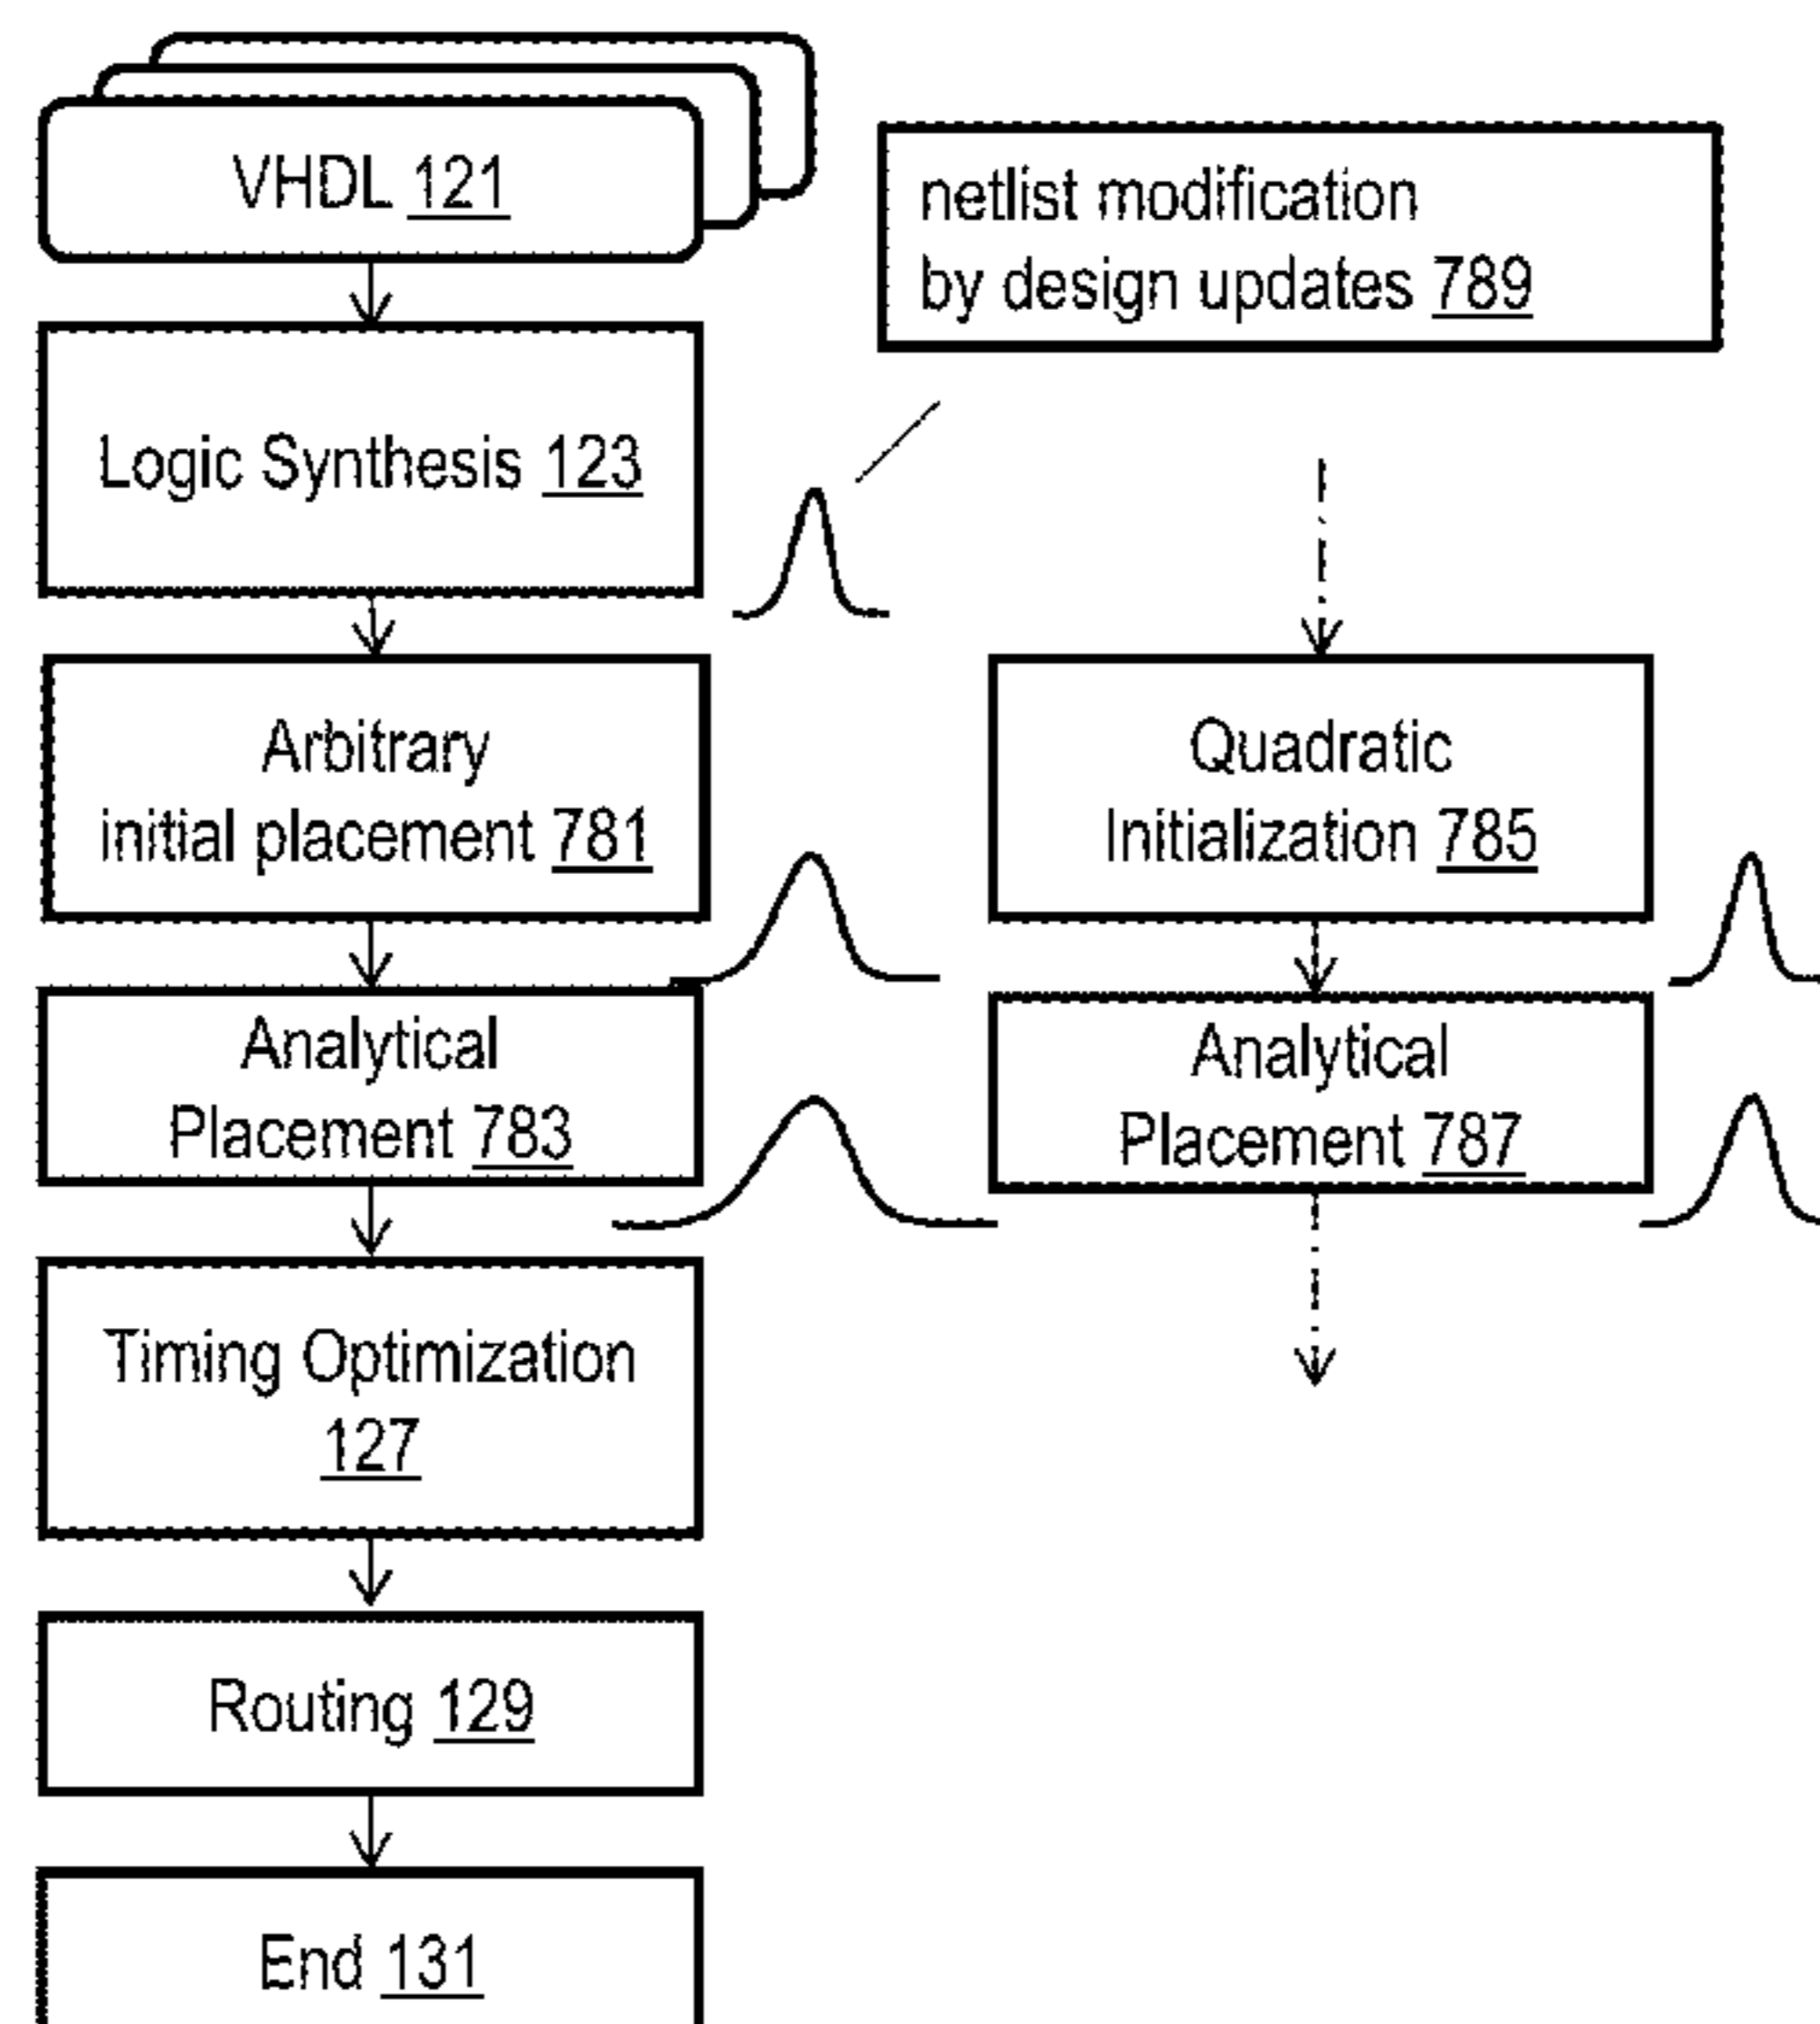 VHDL 121
netlist modification
by design updates 789
Logic Synthesis 123
Arbitrary
initial placement 781
Quadratic
Initialization 785
Analytical
Placement 783
Analytical
Placement 787
Timing Optimization
127
Routing 129
End 131